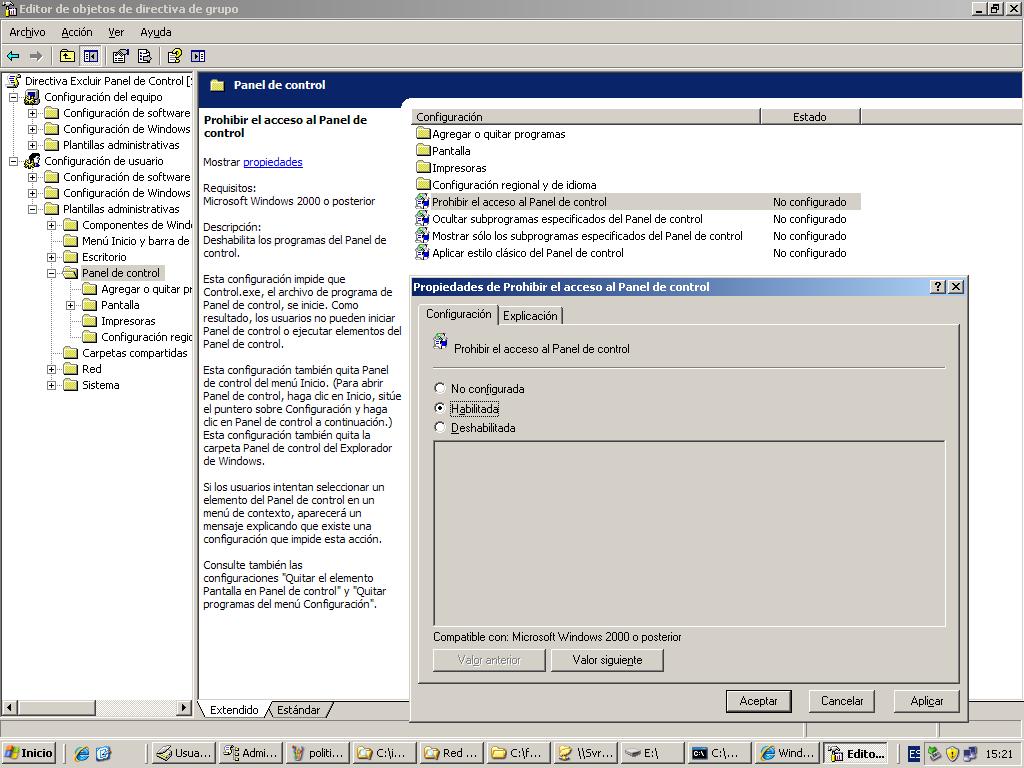 Editor de objetos de directiva de grupo
Archivo Acción Ver Ayuda
Directiva Excluir Panel de Control [
Configuración del equipo
Configuración de software
Configuración de Windows
Plantillas administrativas
Configuración de usuario
Configuración de software
Configuración de Windows
Plantillas administrativas
Componentes de Wind
Menú Inicio y barra de
Escritorio
Panel de control
Agregar o quitar pr
Pantalla
Impresoras
Configuración regio
Carpetas compartidas
Red
Sistema
Panel de control
Prohibir el acceso al Panel de
control
Mostrar propiedades
Requisitos:
Microsoft Windows 2000 o posterior
Descripción:
Deshabilita los programas del Panel de
control.
Esta configuración impide que
Control.exe, el archivo de programa de
Panel de control, se inicie. Como
resultado, los usuarios no pueden iniciar
Panel de control o ejecutar elementos del
Panel de control.
Esta configuración también quita Panel
de control del menú Inicio. (Para abrir
Panel de control, haga clic en Inicio, sitúe
el puntero sobre Configuración y haga
clic en Panel de control a continuación.)
Esta configuración también quita la
carpeta Panel de control del Explorador
de Windows.
Si los usuarios intentan seleccionar un
elemento del Panel de control en un
menú de contexto, aparecerá un
mensaje explicando que existe una
configuración que impide esta acción.
Consulte también las
configuraciones "Quitar el elemento
Pantalla en Panel de control" y "Quitar
programas del menú Configuración".
Extendido Estándar
Configuración Estado
Agregar o quitar programas
Pantalla
Impresoras
Configuración regional y de idioma
Prohibir el acceso al Panel de control No configurado
Ocultar subprogramas especificados del Panel de control No configurado
Mostrar sólo los subprogramas especificados del Panel de control No configurado
Aplicar estilo clásico del Panel de control No configurado
Propiedades de Prohibir el acceso al Panel de control
Configuración Explicación
Prohibir el acceso al Panel de control
No configurada
Habilitada
Deshabilitada
Compatible con: Microsoft Windows 2000 o posterior
Valor anterior Valor siguiente
Aceptar Cancelar Aplicar
Inicio Usua... Admi... politi... C:\i... Red ... C:\f... \\Svr... E:\ C:\... Wind... Edito... ES 15:21